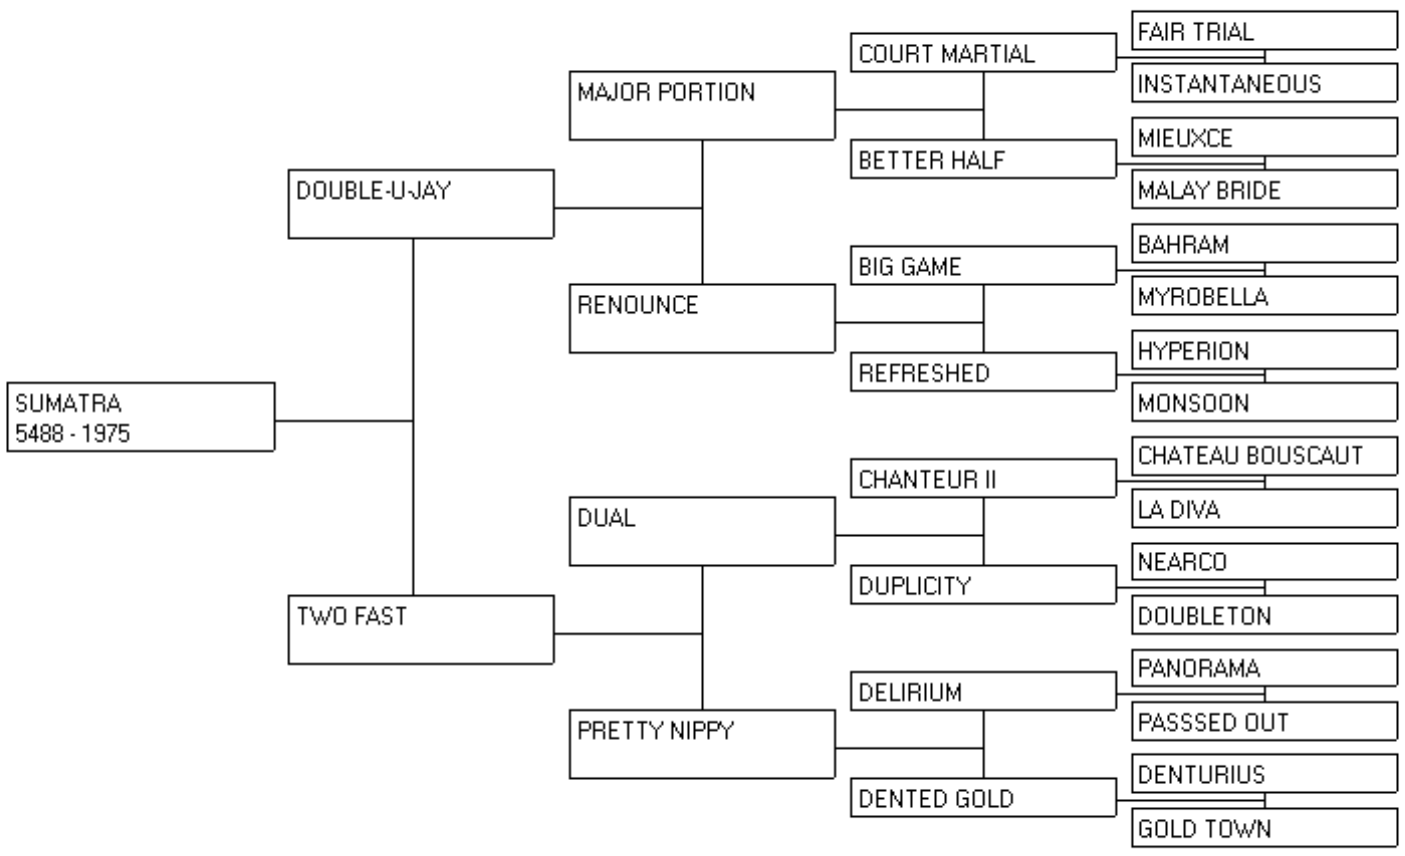 FAIR TRIAL
COURT MARTIAL
INSTANTANEOUS
MAJOR PORTION
MIEUXCE
BETTER HALF
MALAY BRIDE
DOUBLE-U-JAY
BAHRAM
BIG GAME
MYROBELLA
RENOUNCE
HYPERION
REFRESHED
MONSOON
SUMATRA
5488 - 1975
CHATEAU BOUSCAUT
CHANTEUR II
LA DIVA
DUAL
NEARCO
DUPLICITY
DOUBLETON
TWO FAST
PANORAMA
DELIRIUM
PASSSED OUT
PRETTY NIPPY
DENTURIUS
DENTED GOLD
GOLD TOWN